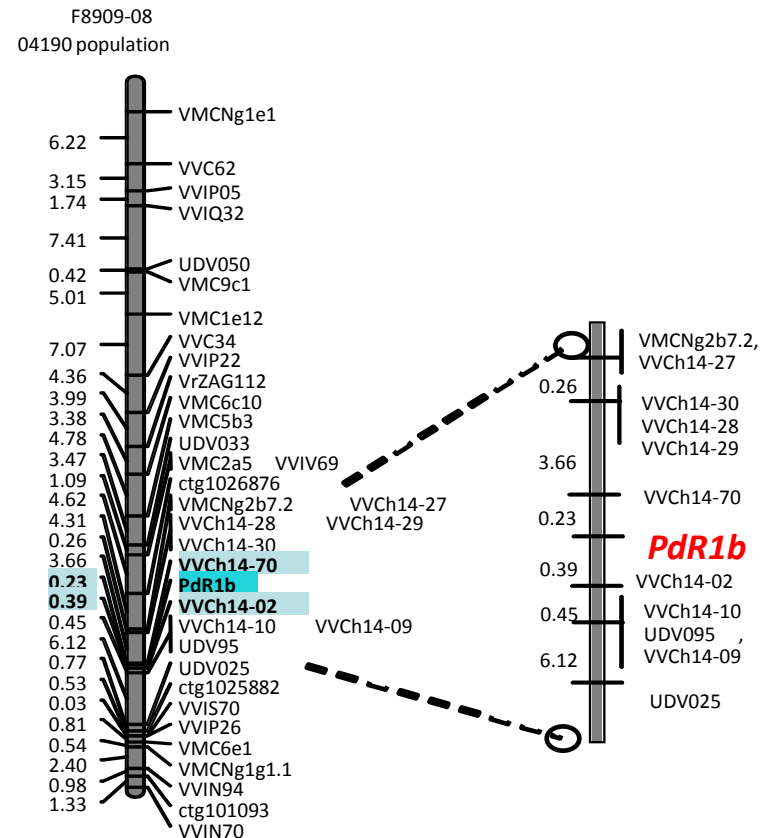 F8909-08
04190 population
VMCNg1e1
6.22
VVC62
3.15
VVIP05
1.74
VVIQ32
7.41
UDV050
0.42
VMC9c1
5.01
VMC1e12
7.07
VVC34
VVIP22
4.36
VrZAG112
3.99
VMC6c10
3.38
VMC5b3
4.78
UDV033
3.47
VMC2a5 VVIV69
1.09
ctg1026876
4.62
VMCNg2b7.2 VVCh14-27
4.31
VVCh14-28 VVCh14-29
0.26
VVCh14-30
3.66
VVCh14-70
0.23
PdR1b
0.39
VVCh14-02
0.45
VVCh14-10 VVCh14-09
6.12
UDV95
0.77
UDV025
0.53
ctg1025882
0.03
VVIS70
0.81
VVIP26
0.54
VMC6e1
2.40
VMCNg1g1.1
0.98
VVIN94
1.33
ctg101093
VVIN70
VMCNg2b7.2,
VVCh14-27
0.26
VVCh14-30
VVCh14-28
VVCh14-29
3.66
VVCh14-70
0.23
PdR1b
0.39
VVCh14-02
0.45
VVCh14-10
UDV095 ,
VVCh14-09
6.12
UDV025